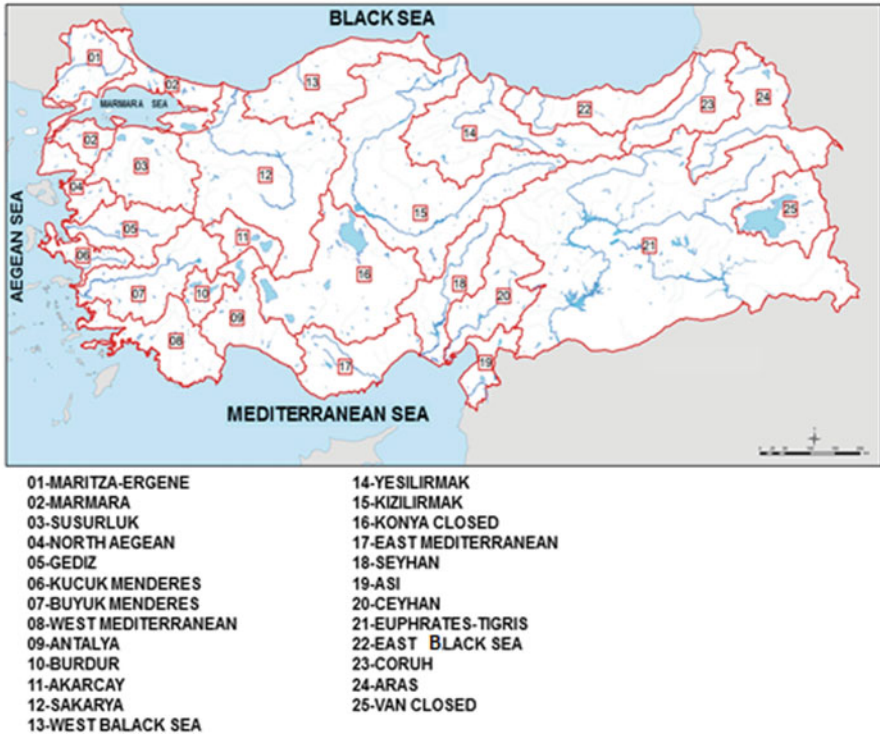 BLACK SEA
01
02
MARMARA SEA
13
23
24
22
14
02
03
12
04
25
15
05
11
21
06
16
18
07
10
20
09
08
17
19
AEGEAN SEA
MEDITERRANEAN SEA
01-MARITZA-ERGENE
02-MARMARA
03-SUSURLUK
04-NORTH AEGEAN
05-GEDIZ
06-KUCUK MENDERES
07-BUYUK MENDERES
08-WEST MEDITERRANEAN
09-ANTALYA
10-BURDUR
11-AKARCAY
12-SAKARYA
13-WEST BALACK SEA
14-YESILIRMAK
15-KIZILIRMAK
16-KONYA CLOSED
17-EAST MEDITERRANEAN
18-SEYHAN
19-ASI
20-CEYHAN
21-EUPHRATES-TIGRIS
22-EAST BLACK SEA
23-CORUH
24-ARAS
25-VAN CLOSED